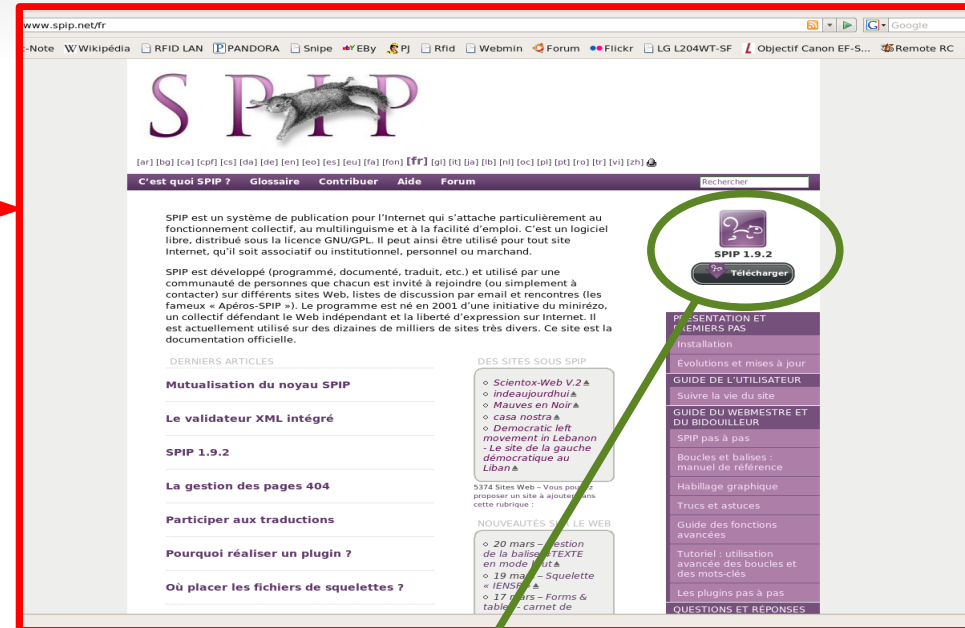 www.spip.net/fr
Google
-Note Wikipédia RFID LAN PANDORA Snipe EBy PJ Rfid Webmin Forum Flickr LG L204WT-SF Objectif Canon EF-S... Remote RC
SPIP
[ar] [bg] [ca] [cpf] [cs] [da] [de] [en] [eo] [es] [eu] [fa] [fon] [fr] [gl] [it] [ja] [lb] [nl] [oc] [pl] [pt] [ro] [tr] [vi] [zh]
C'est quoi SPIP ? Glossaire Contribuer Aide Forum
Rechercher
SPIP est un système de publication pour l'Internet qui s'attache particulièrement au
fonctionnement collectif, au multilinguisme et à la facilité d'emploi. C'est un logiciel
libre, distribué sous la licence GNU/GPL. Il peut ainsi être utilisé pour tout site
Internet, qu'il soit associatif ou institutionnel, personnel ou marchand.
SPIP est développé (programmé, documenté, traduit, etc.) et utilisé par une
communauté de personnes que chacun est invité à rejoindre (ou simplement à
contacter) sur différents sites Web, listes de discussion par email et rencontres (les
fameux « Apéros-SPIP »). Le programme est né en 2001 d'une initiative du minirézo,
un collectif défendant le Web indépendant et la liberté d'expression sur Internet. Il
est actuellement utilisé sur des dizaines de milliers de sites très divers. Ce site est la
documentation officielle.
DERNIERS ARTICLES
Mutualisation du noyau SPIP
Le validateur XML intégré
SPIP 1.9.2
La gestion des pages 404
Participer aux traductions
Pourquoi réaliser un plugin ?
Où placer les fichiers de squelettes ?
DES SITES SOUS SPIP
Scientox-Web V.2
indeaujourdhui
Mauves en Noir
casa nostra
Democratic left
movement in Lebanon
- Le site de la gauche
démocratique au
Liban
5374 Sites Web – Vous pouvez
proposer un site à ajouter dans
cette rubrique :
NOUVEAUTÉS SUR LE WEB
20 mars – Gestion
de la balise #TEXTE
en mode brut
19 mars – Squelette
« IENSP »
17 mars – Forms &
tables - carnet de
SPIP 1.9.2
Télécharger
PRÉSENTATION ET
PREMIERS PAS
Installation
Évolutions et mises à jour
GUIDE DE L'UTILISATEUR
Suivre la vie du site
GUIDE DU WEBMESTRE ET
DU BIDOUILLEUR
SPIP pas à pas
Boucles et balises :
manuel de référence
Habillage graphique
Trucs et astuces
Guide des fonctions
avancées
Tutoriel : utilisation
avancée des boucles et
des mots-clés
Les plugins pas à pas
QUESTIONS ET RÉPONSES